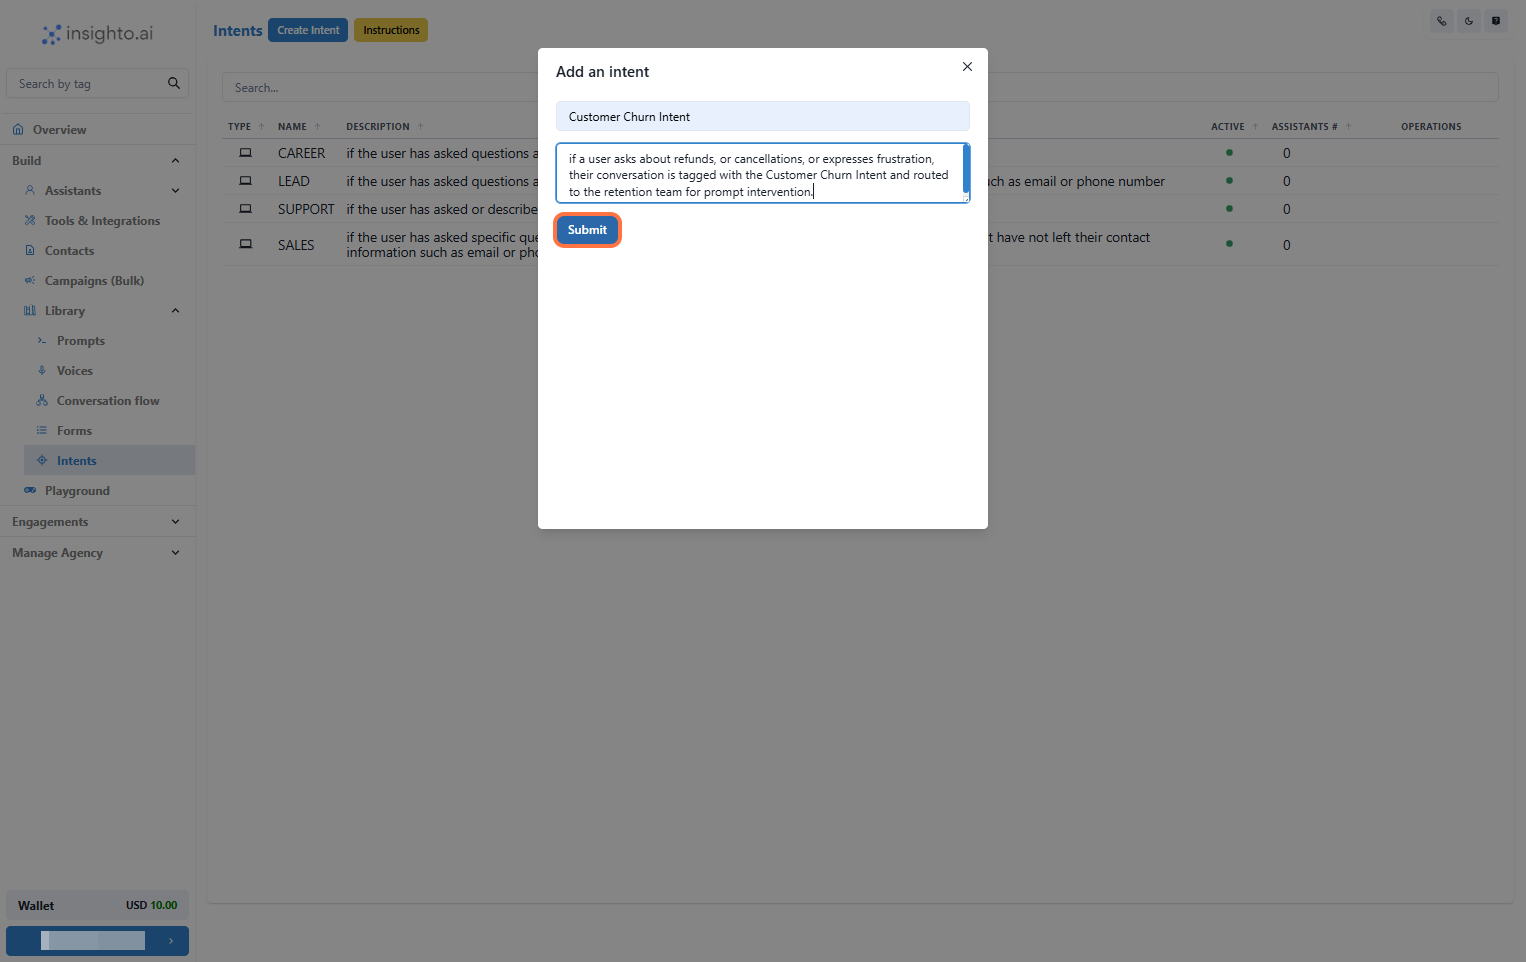 insighto.ai
Search by tag
Overview
Build
Assistants
Tools & Integrations
Contacts
Campaigns (Bulk)
Library
Prompts
Voices
Conversation flow
Forms
Intents
Playground
Engagements
Manage Agency
Wallet USD 10.00
Intents Create Intent Instructions
Search...
TYPE NAME DESCRIPTION ACTIVE ASSISTANTS # OPERATIONS
CAREER if the user has asked questions a 0
LEAD if the user has asked questions a ch as email or phone number 0
SUPPORT if the user has asked or describe 0
SALES if the user has asked specific que t have not left their contact 0
information such as email or pho
Add an intent
Customer Churn Intent
if a user asks about refunds, or cancellations, or expresses frustration,
their conversation is tagged with the Customer Churn Intent and routed
to the retention team for prompt intervention.
Submit